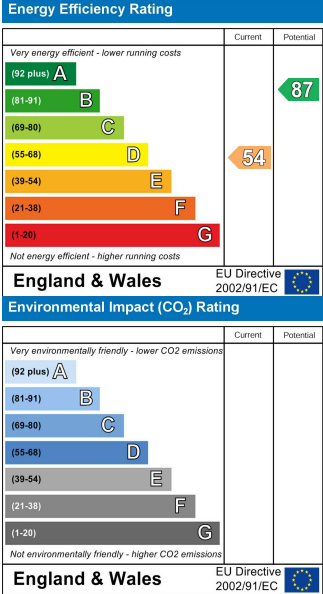 Energy Efficiency Rating
Current Potential
Very energy efficient - lower running costs
(92 plus) A
(81-91) B
87
(69-80) C
(55-68) D
54
(39-54) E
(21-38) F
(1-20) G
Not energy efficient - higher running costs
England & Wales
EU Directive
2002/91/EC
Environmental Impact (CO₂) Rating
Current Potential
Very environmentally friendly - lower CO2 emissions
(92 plus) A
(81-91) B
(69-80) C
(55-68) D
(39-54) E
(21-38) F
(1-20) G
Not environmentally friendly - higher CO2 emissions
England & Wales
EU Directive
2002/91/EC